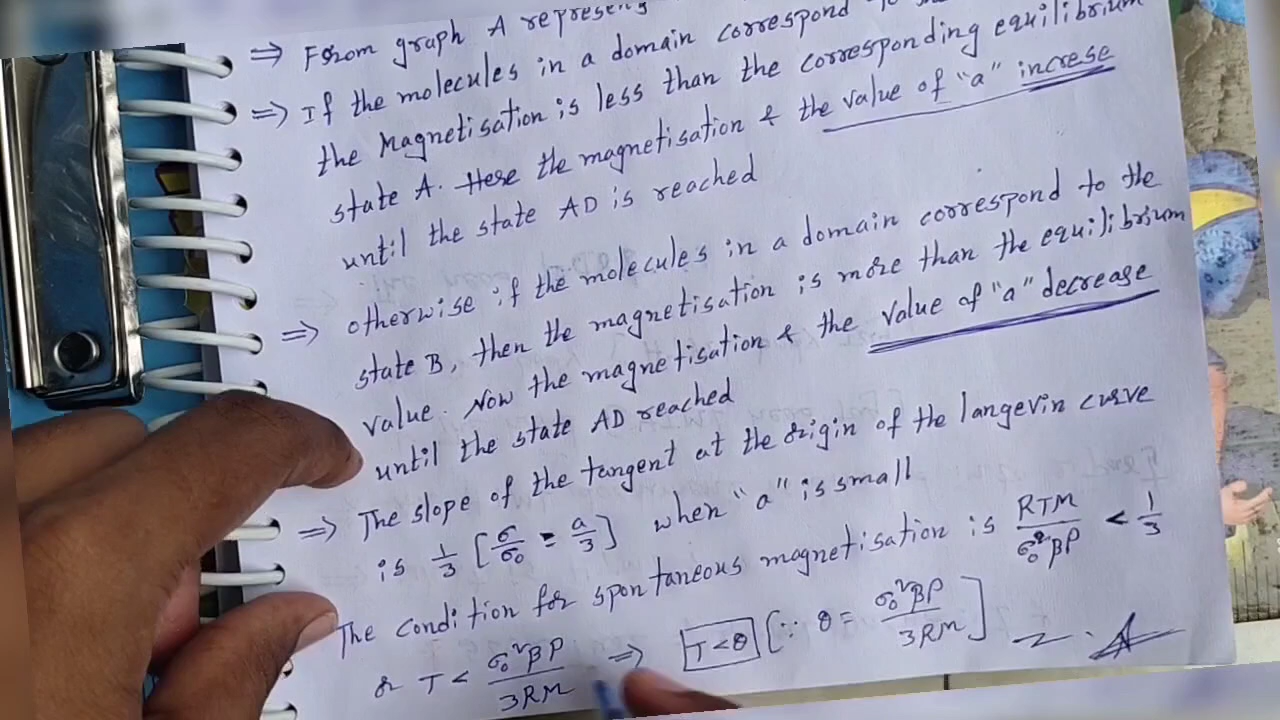 ⇒ From graph A represents
⇒ If the molecules in a domain correspond to
the Magnetisation is less than the corresponding equilibrium
state A. Here the magnetisation & the value of "a" increse
until the state AD is reached
⇒ otherwise if the molecules in a domain correspond to the
state B, then the magnetisation is more than the equilibrium
value. Now the magnetisation & the value of "a" decrease
until the state AD reached
⇒ The slope of the tangent at the origin of the langevin curve
is 1/3 [σ/σ₀ = a/3] when "a" is small
The condition for spontaneous magnetisation is RTM/σ₀²βρ < 1/3
or T < σ₀²βρ/3RM ⇒ T<θ [∵ θ = σ₀²βρ/3RM]